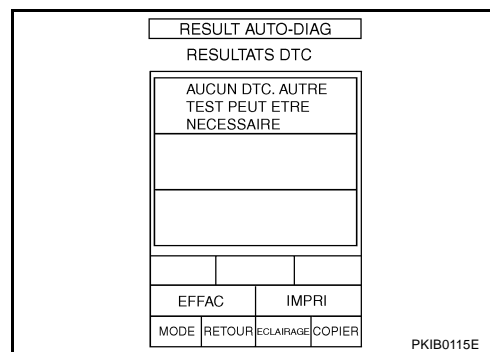 RESULT AUTO-DIAG
RESULTATS DTC
AUCUN DTC. AUTRE
TEST PEUT ETRE
NECESSAIRE
EFFAC IMPRI
MODE RETOUR ECLAIRAGE COPIER
PKIB0115E